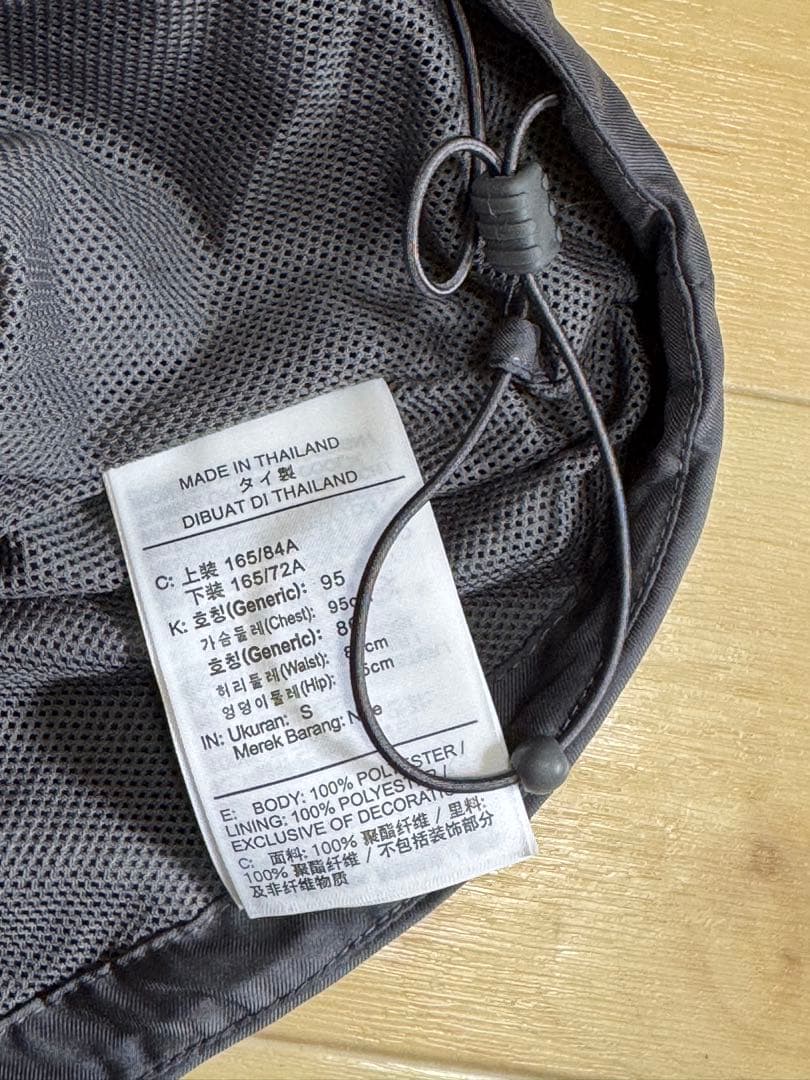 MADE IN THAILAND
タイ製
DIBUAT DI THAILAND
C: 上装 165/84A
下装 165/72A
K: 호칭(Generic): 95
가슴둘레(Chest):
호칭(Generic):
허리둘레(Waist):
엉덩이둘레(Hip):
IN: Ukuran: S
Merek Barang:
E: BODY: 100% POLYESTER /
LINING: 100% POLYESTER /
EXCLUSIVE OF DECORATION
C: 面料: 100% 聚酯纤维 / 里料:
100% 聚酯纤维 / 不包括装饰部分
及非纤维物质